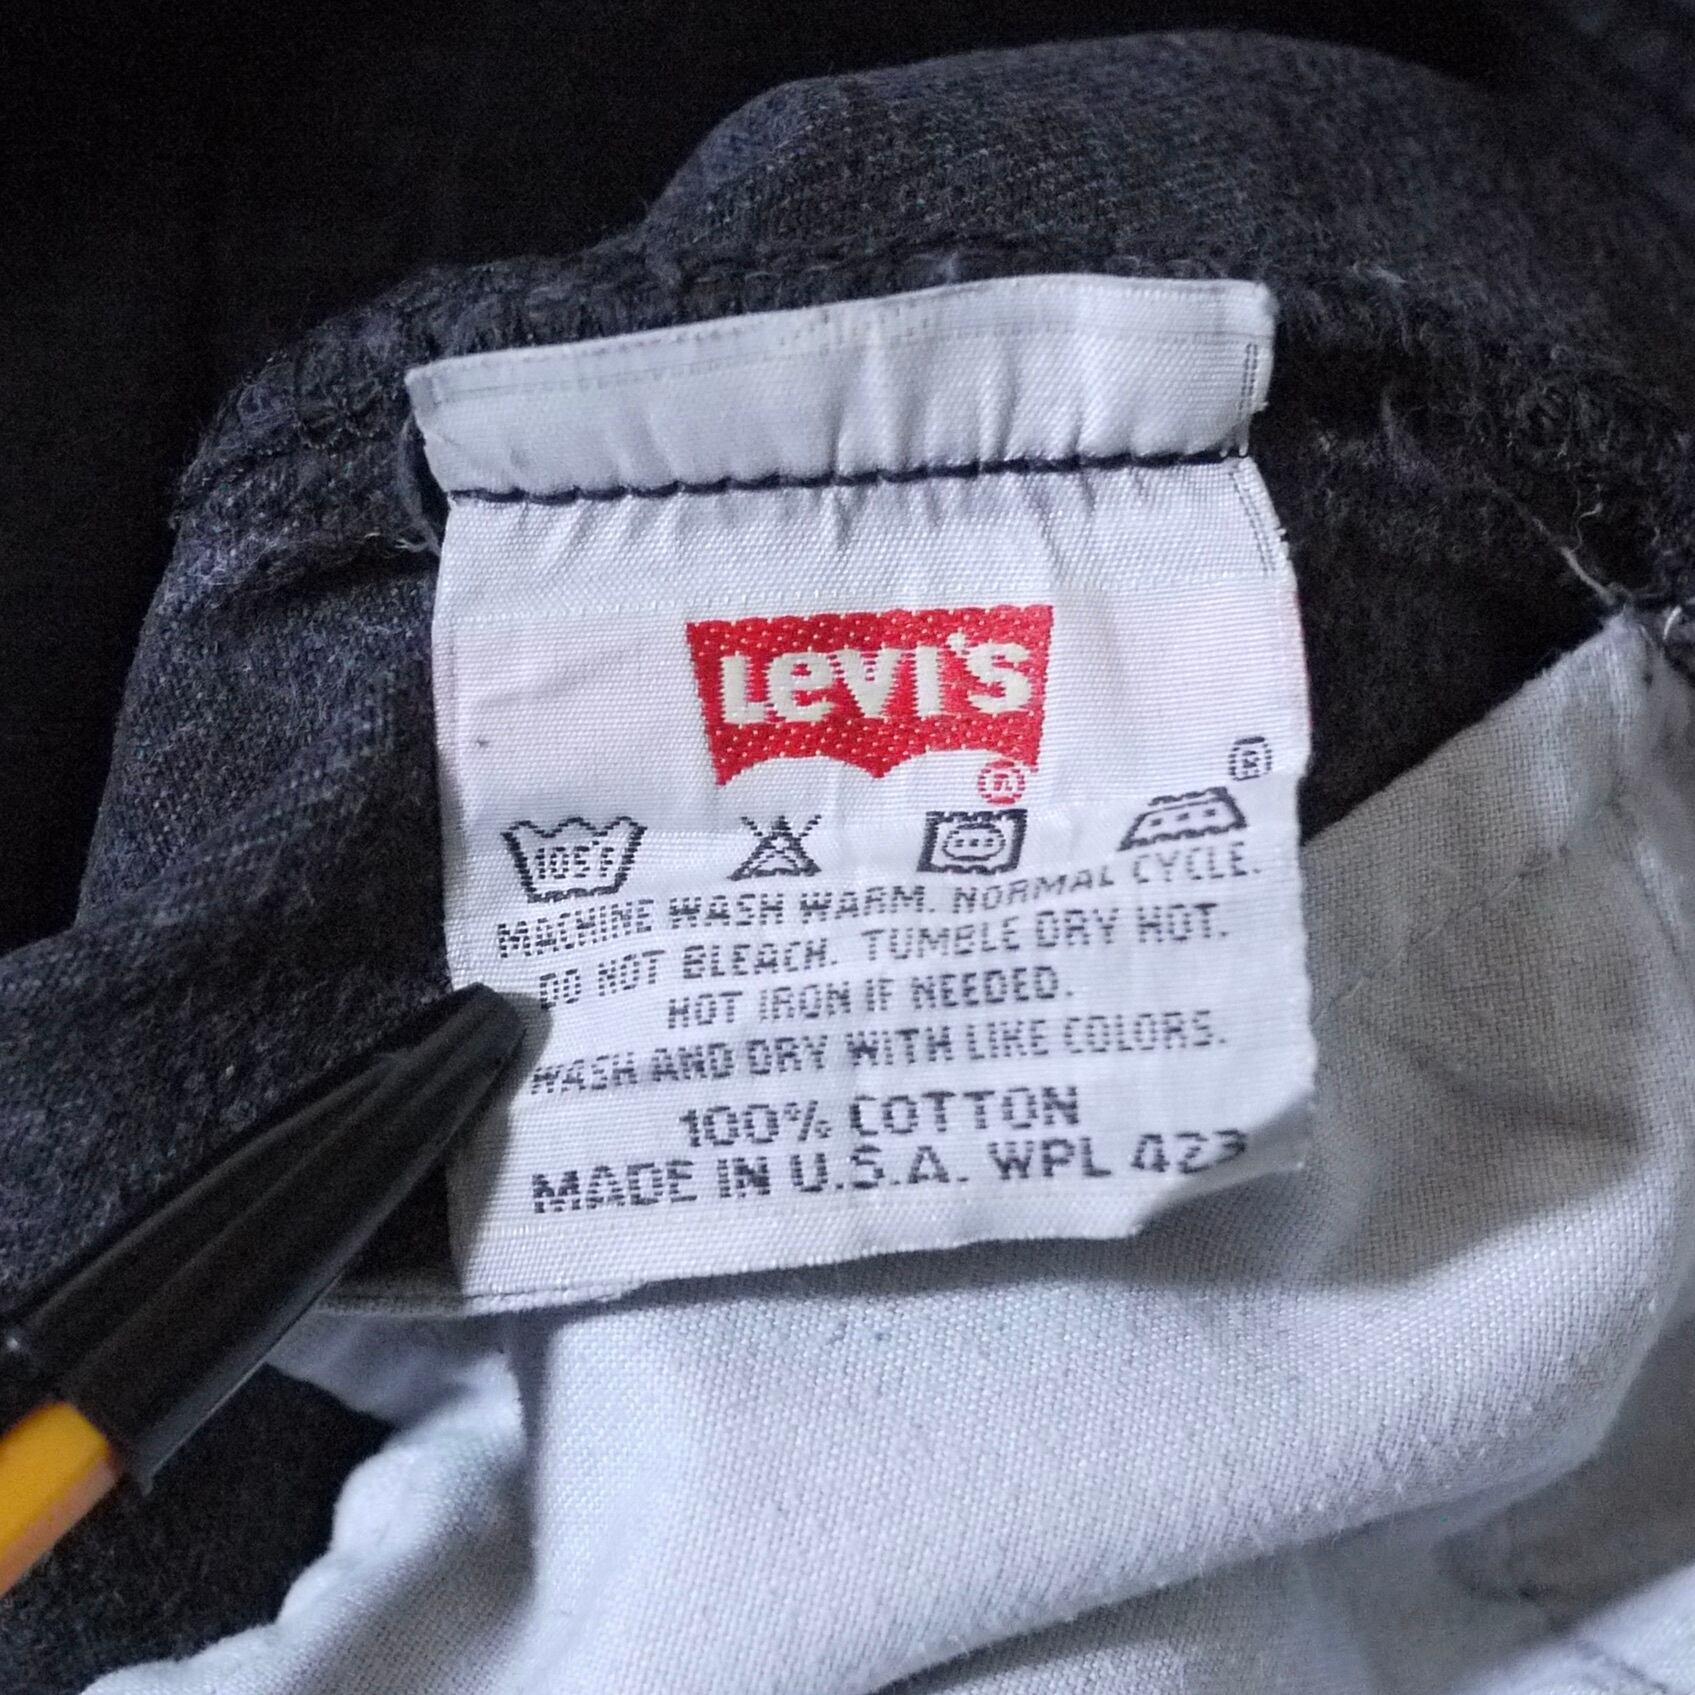 Levi's
®
®
105°F
MACHINE WASH WARM. NORMAL CYCLE.
DO NOT BLEACH. TUMBLE DRY HOT.
HOT IRON IF NEEDED.
WASH AND DRY WITH LIKE COLORS.
100% COTTON
MADE IN U.S.A. WPL 423